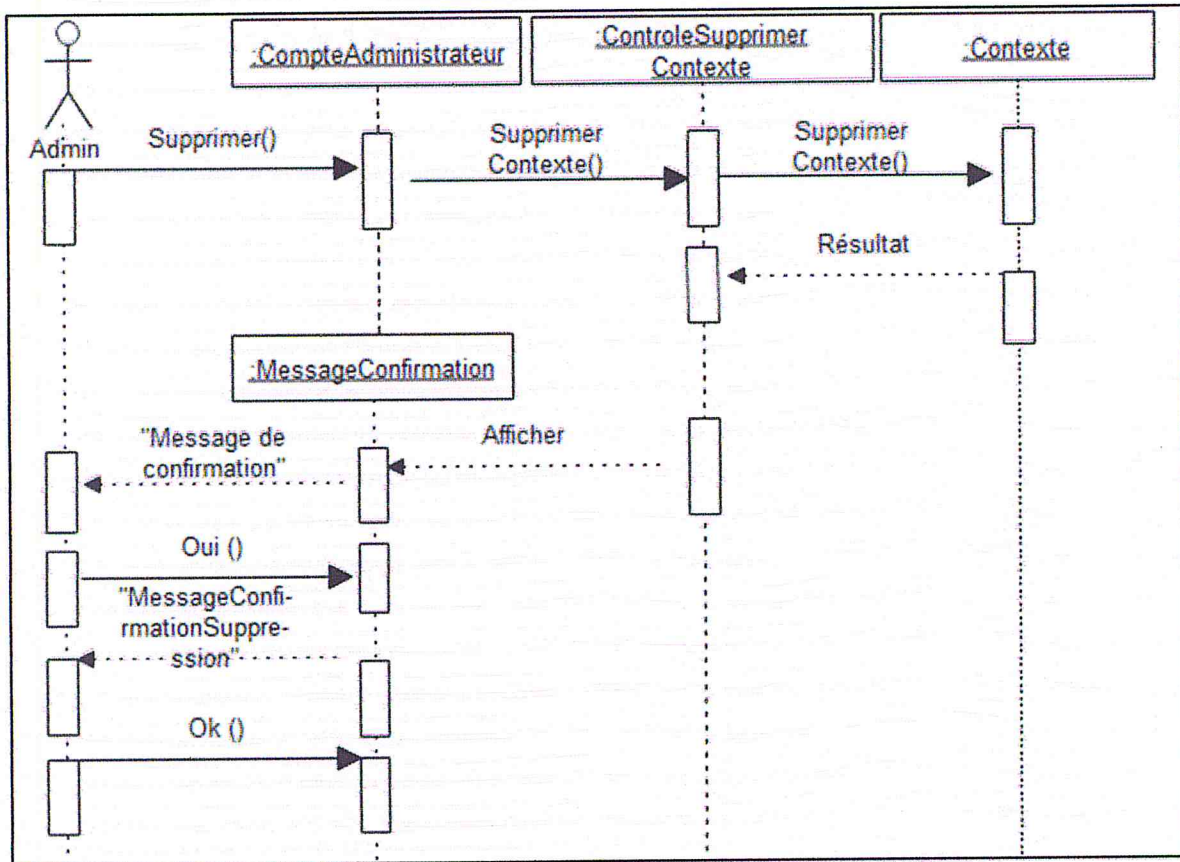 :CompteAdministrateur
:ControleSupprimer
Contexte
:Contexte
Admin
Supprimer()
Supprimer
Contexte()
Supprimer
Contexte()
Résultat
:MessageConfirmation
"Message de
confirmation"
Afficher
Oui ()
"MessageConfi-
rmationSuppre-
ssion"
Ok ()